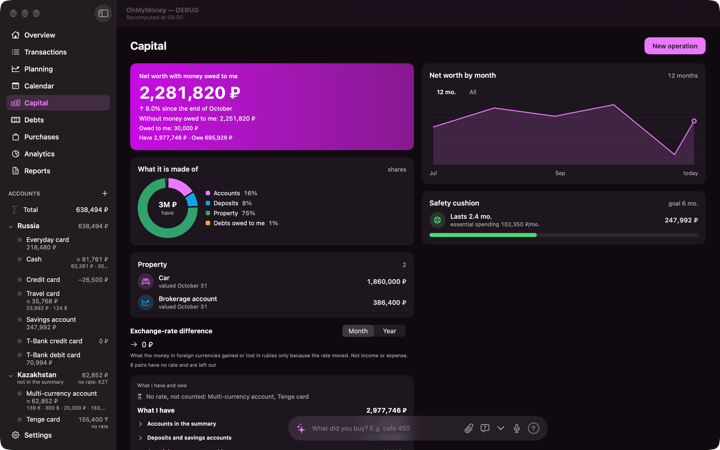 OhMyMoney — DEBUG
Recomputed at 09:00
Overview
Transactions
Planning
Calendar
Capital
Debts
Purchases
Analytics
Reports
ACCOUNTS
Total 638,494 ₽
Russia 638,494 ₽
Everyday card
218,480 ₽
Cash ≈ 91,761 ₽
63,261 ₽ · 30...
Credit card −26,500 ₽
Travel card
≈ 35,768 ₽
23,992 ₽ · 124 $
Savings account
247,992 ₽
T-Bank credit card 0 ₽
T-Bank debit card
70,994 ₽
Kazakhstan 62,852 ₽
not in the summary no rate: KZT
Multi-currency account
≈ 62,852 ₽
139 € · 300 $ · 20,000 ₽ · 183,...
Tenge card 155,400 ₸
no rate
Settings
Capital
New operation
Net worth with money owed to me
2,281,820 ₽
↑ 8.0% since the end of October
Without money owed to me: 2,251,820 ₽
Owed to me: 30,000 ₽
Have 2,977,746 ₽ · Owe 695,926 ₽
What it is made of shares
3M ₽
have
Accounts 16%
Deposits 8%
Property 75%
Debts owed to me 1%
Property 2
Car
valued October 31
1,860,000 ₽
Brokerage account
valued October 31
386,400 ₽
Exchange-rate difference
Month Year
→ 0 ₽
What the money in foreign currencies gained or lost in rubles only because the rate moved. Not income or expense.
6 pairs have no rate and are left out
What I have and owe
No rate, not counted: Multi-currency account, Tenge card
What I have 2,977,746 ₽
Accounts in the summary
Deposits and savings accounts
Net worth by month 12 months
12 mo. All
Jul Sep today
Safety cushion goal 6 mo.
Lasts 2.4 mo.
essential spending 102,350 ₽/mo.
247,992 ₽
What did you buy? E.g. cafe 450